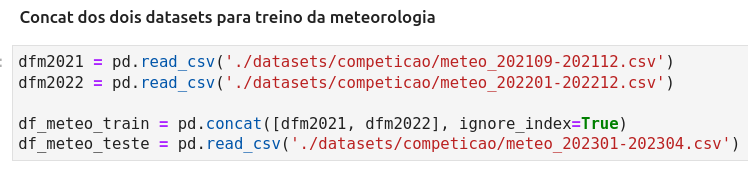 Concat dos dois datasets para treino da meteorologia
dfm2021 = pd.read_csv('./datasets/competicao/meteo_202109-202112.csv')
dfm2022 = pd.read_csv('./datasets/competicao/meteo_202201-202212.csv')
df_meteo_train = pd.concat([dfm2021, dfm2022], ignore_index=True)
df_meteo_teste = pd.read_csv('./datasets/competicao/meteo_202301-202304.csv')